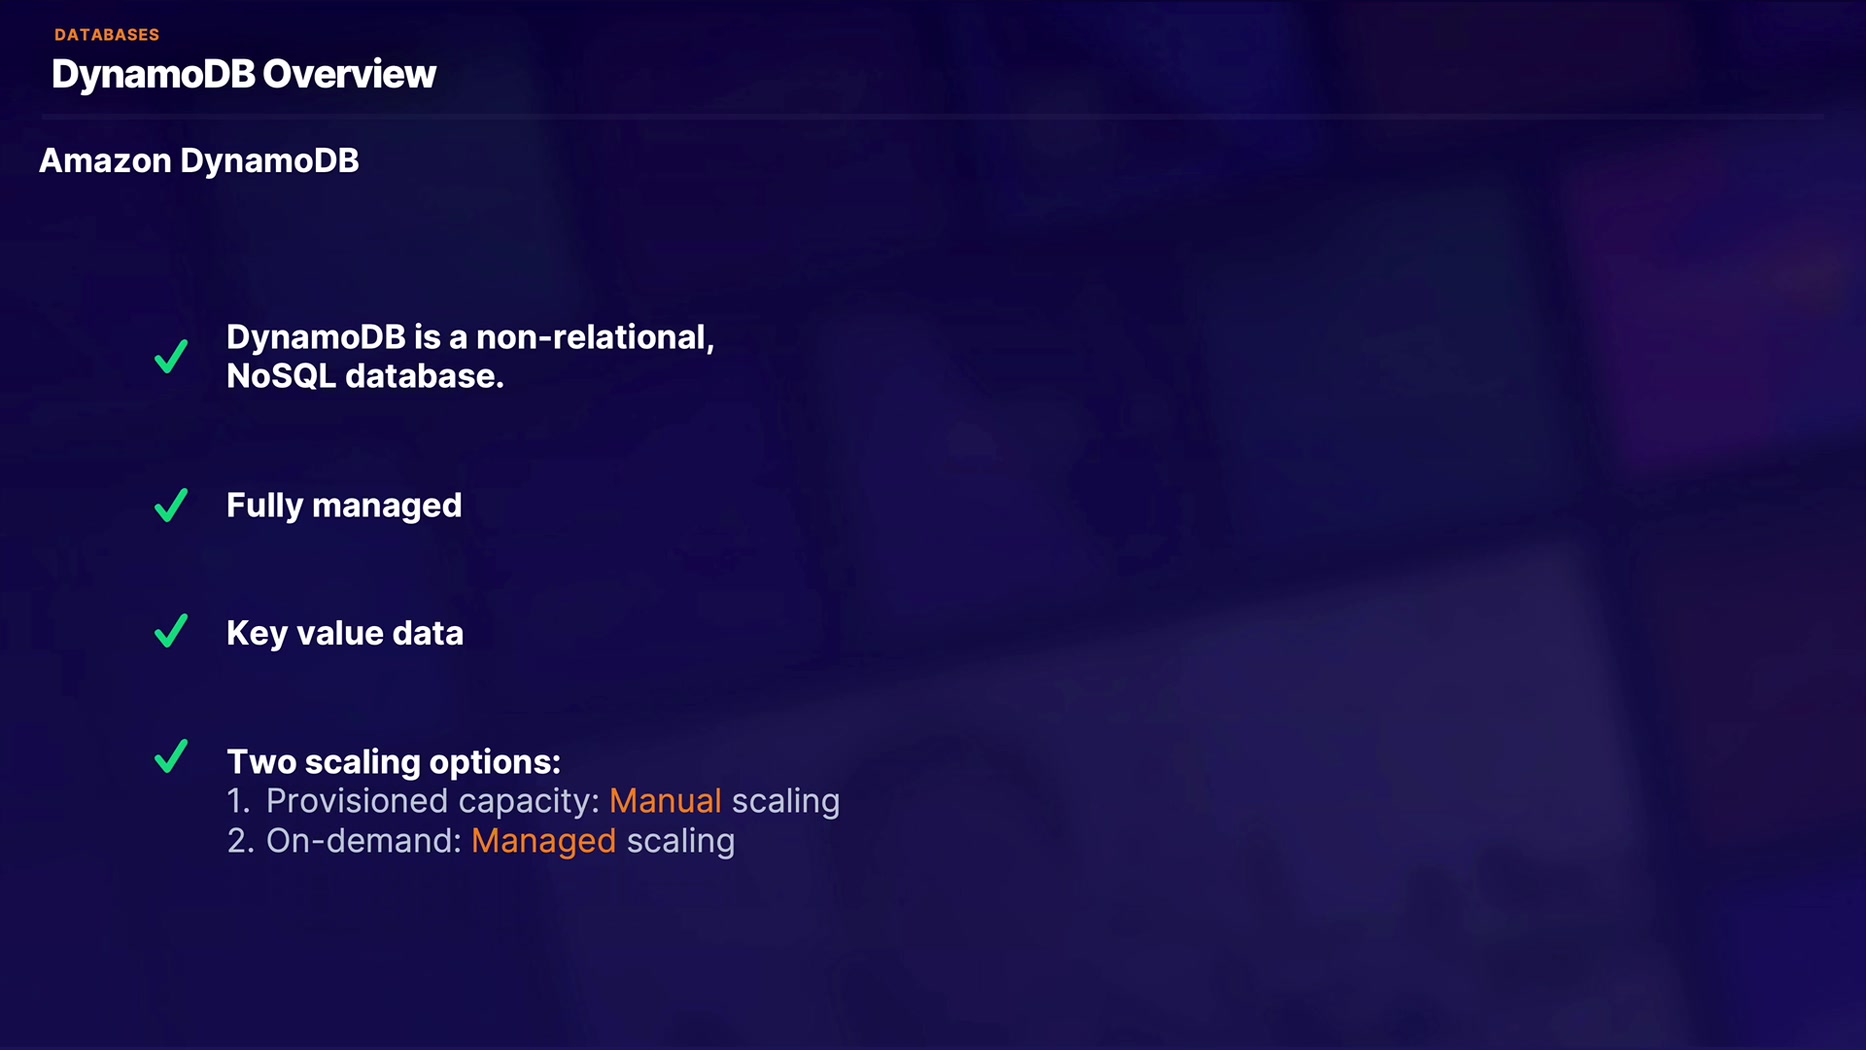 DATABASES
DynamoDB Overview
Amazon DynamoDB
DynamoDB is a non-relational,
NoSQL database.
Fully managed
Key value data
Two scaling options:
1. Provisioned capacity: Manual scaling
2. On-demand: Managed scaling